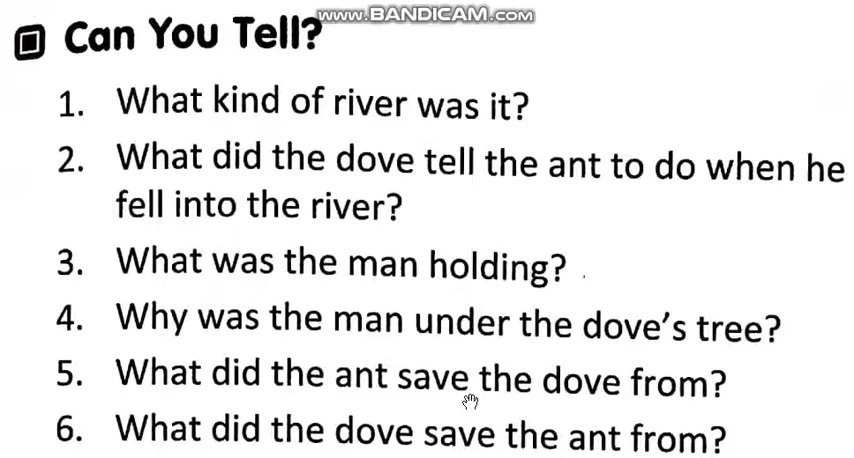 www.BANDICAM.com
Can You Tell?
1. What kind of river was it?
2. What did the dove tell the ant to do when he
fell into the river?
3. What was the man holding?
4. Why was the man under the dove's tree?
5. What did the ant save the dove from?
6. What did the dove save the ant from?